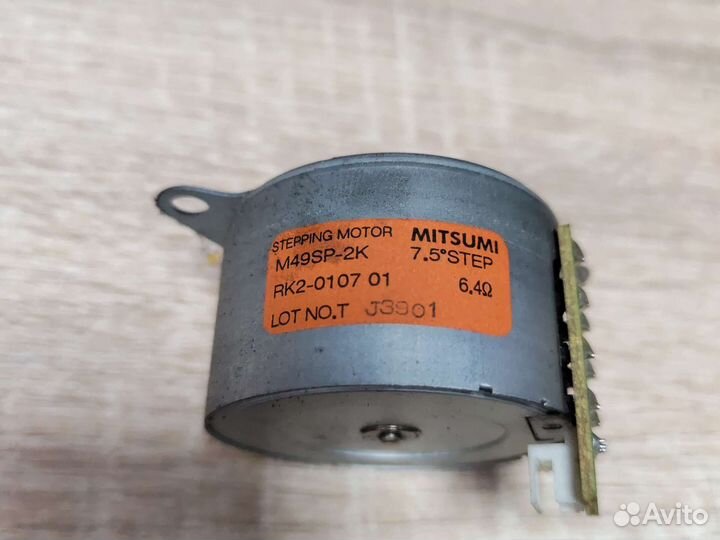 STEPPING MOTOR MITSUMI
M49SP-2K 7.5°STEP
RK2-0107 01 6.4Ω
LOT NO.T J3901
Avito